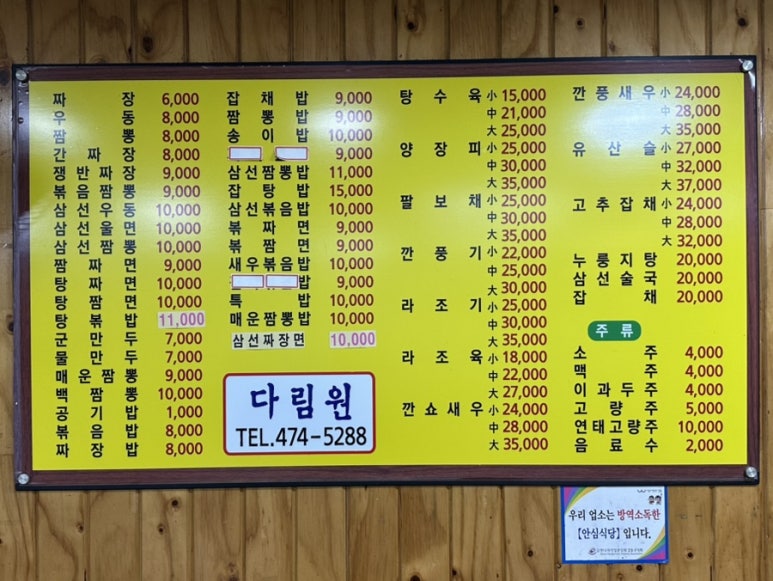 짜 장 6,000
우 동 8,000
짬 뽕 8,000
간 짜 장 8,000
쟁반짜장 9,000
볶음짬뽕 9,000
삼선우동 10,000
삼선울면 10,000
삼선짬뽕 10,000
짬 짜 면 9,000
탕 짜 면 10,000
탕 짬 면 10,000
탕 볶 밥 11,000
군 만 두 7,000
물 만 두 7,000
매운짬뽕 9,000
백 짬 뽕 10,000
공 기 밥 1,000
볶 음 밥 8,000
짜 장 밥 8,000
잡 채 밥 9,000
짬 뽕 밥 9,000
송 이 밥 10,000
9,000
삼선짬뽕밥 11,000
잡 탕 밥 15,000
삼선볶음밥 10,000
볶 짜 면 9,000
볶 짬 면 9,000
새우볶음밥 10,000
밥 9,000
특 밥 10,000
매운짬뽕밥 10,000
삼선짜장면 10,000
다림원
TEL.474-5288
탕 수 육 小 15,000
中 21,000
大 25,000
양 장 피 小 25,000
中 30,000
大 35,000
팔 보 채 小 25,000
中 30,000
大 35,000
깐 풍 기 小 22,000
中 25,000
大 30,000
라 조 기 小 25,000
中 30,000
大 35,000
라 조 육 小 18,000
中 22,000
大 27,000
깐쇼새우 小 24,000
中 28,000
大 35,000
깐풍새우 小 24,000
中 28,000
大 35,000
유 산 슬 小 27,000
中 32,000
大 37,000
고추잡채 小 24,000
中 28,000
大 32,000
누룽지탕 20,000
삼선술국 20,000
잡 채 20,000
주 류
소 주 4,000
맥 주 4,000
이과두주 4,000
고 량 주 5,000
연태고량주 10,000
음 료 수 2,000
우리 업소는 방역소독한
[안심식당] 입니다.